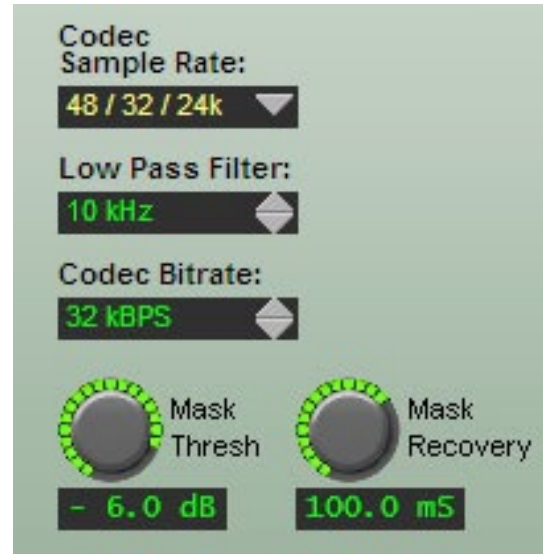 Codec
Sample Rate:
48 / 32 / 24k
Low Pass Filter:
10 kHz
Codec Bitrate:
32 kBPS
Mask
Thresh
Mask
Recovery
- 6.0 dB
100.0 mS